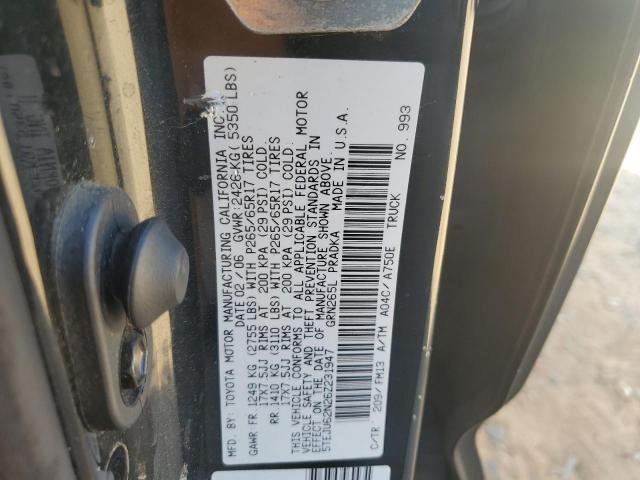 MFD. BY: TOYOTA MOTOR MANUFACTURING CALIFORNIA INC.
DATE: 02 / 06 GVWR: 2426 KG ( 5350 LBS)
GAWR: FR 1249 KG (2755 LBS) WITH P265/65R17 TIRES
17X7.5JJ RIMS AT 200 KPA (29 PSI) COLD.
RR 1410 KG (3110 LBS) WITH P265/65R17 TIRES
17X7.5JJ RIMS AT 200 KPA (29 PSI) COLD.
THIS VEHICLE CONFORMS TO ALL APPLICABLE FEDERAL MOTOR
VEHICLE SAFETY AND THEFT PREVENTION STANDARDS IN
EFFECT ON THE DATE OF MANUFACTURE SHOWN ABOVE.
5TEJU62N26Z231947 GRN265L PRADKA MADE IN U.S.A.
C/TR 209/FM13 A/TM A04C/A750E TRUCK NO. 993